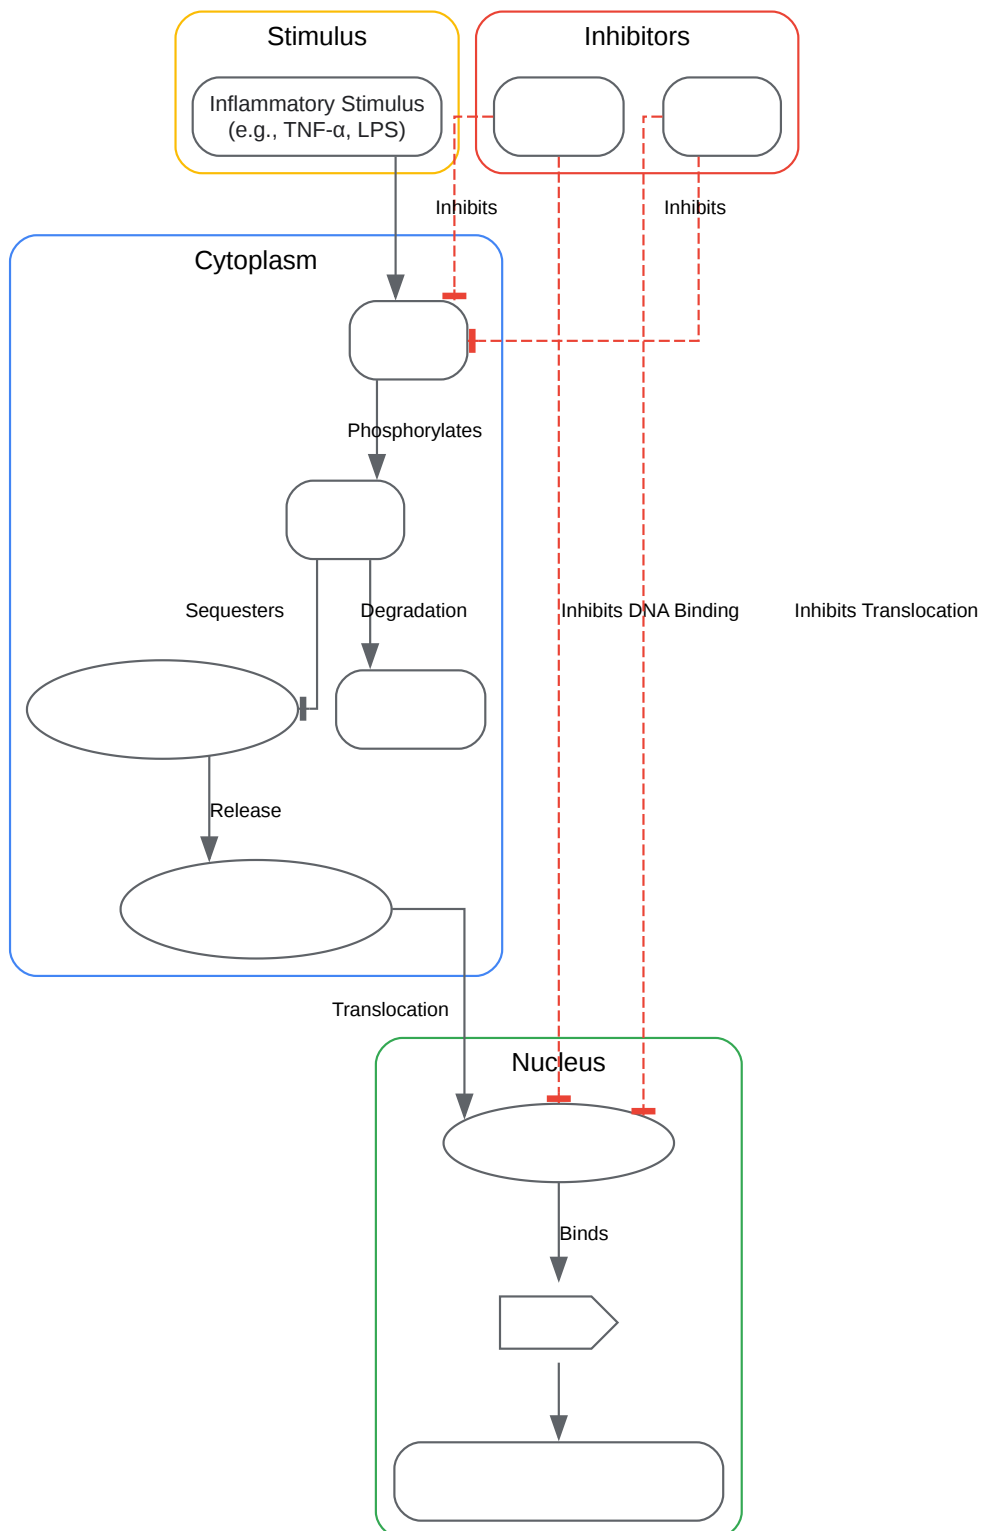 Stimulus
Inhibitors
Inflammatory Stimulus
(e.g., TNF-α, LPS)
Inhibits
Inhibits
Cytoplasm
Phosphorylates
Sequesters
Degradation
Inhibits DNA Binding
Inhibits Translocation
Release
Translocation
Nucleus
Binds